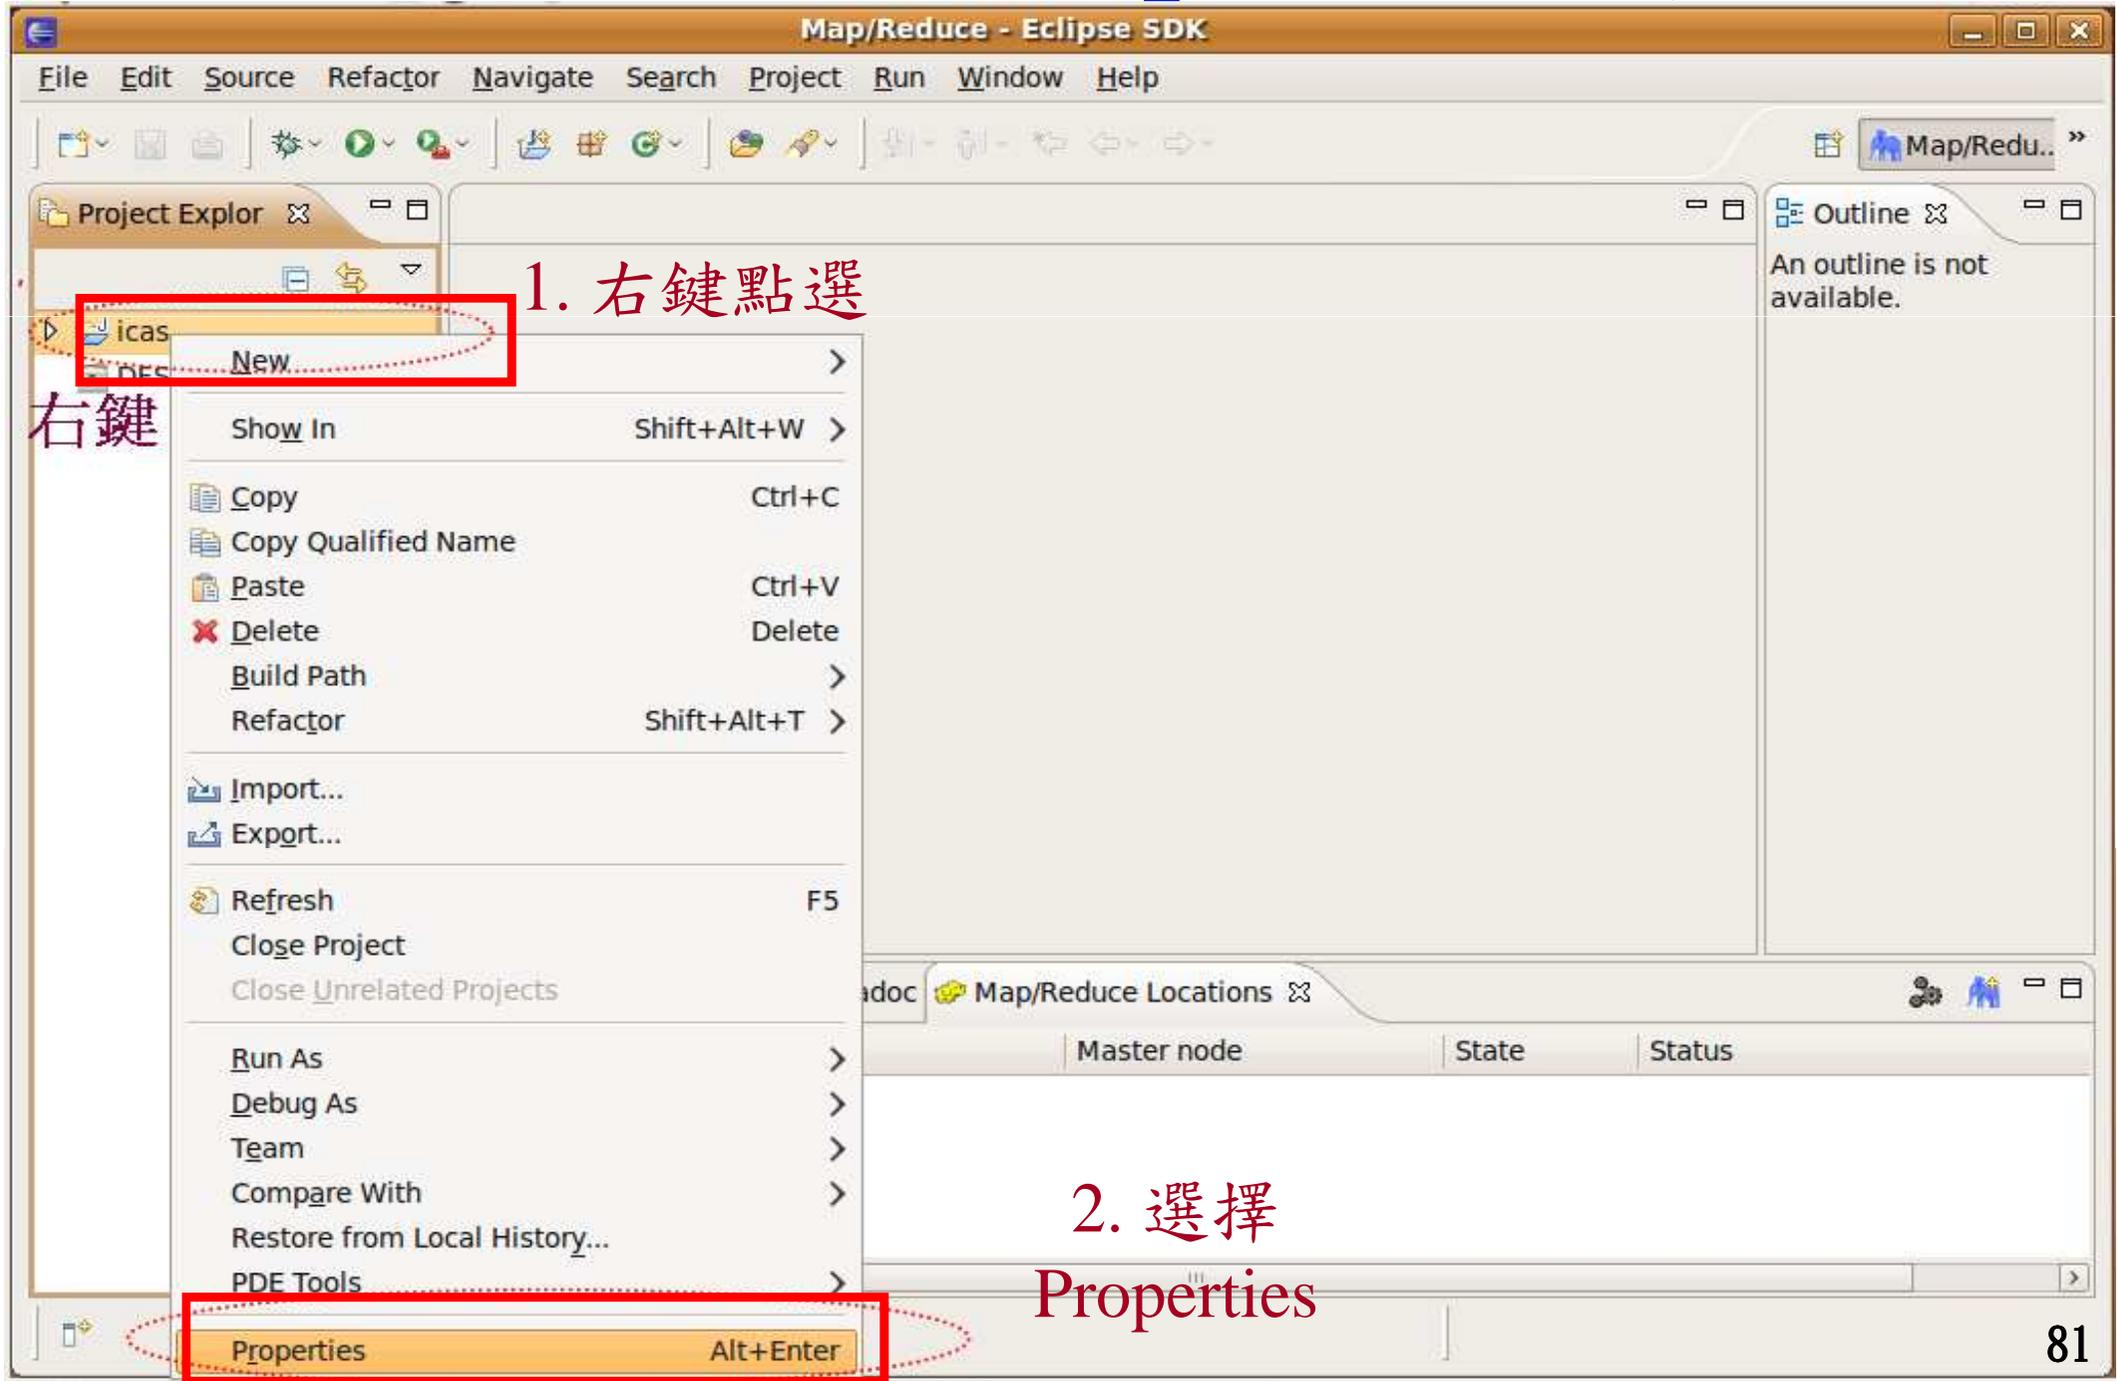 Map/Reduce - Eclipse SDK
File Edit Source Refactor Navigate Search Project Run Window Help
Map/Redu.. »
Project Explor
Outline
An outline is not
available.
1. 右鍵點選
icas
DFS
右鍵
New
Show In Shift+Alt+W
Copy Ctrl+C
Copy Qualified Name
Paste Ctrl+V
Delete Delete
Build Path
Refactor Shift+Alt+T
Import...
Export...
Refresh F5
Close Project
Close Unrelated Projects
Run As
Debug As
Team
Compare With
Restore from Local History...
PDE Tools
Properties Alt+Enter
adoc Map/Reduce Locations
Master node State Status
2. 選擇
Properties
81